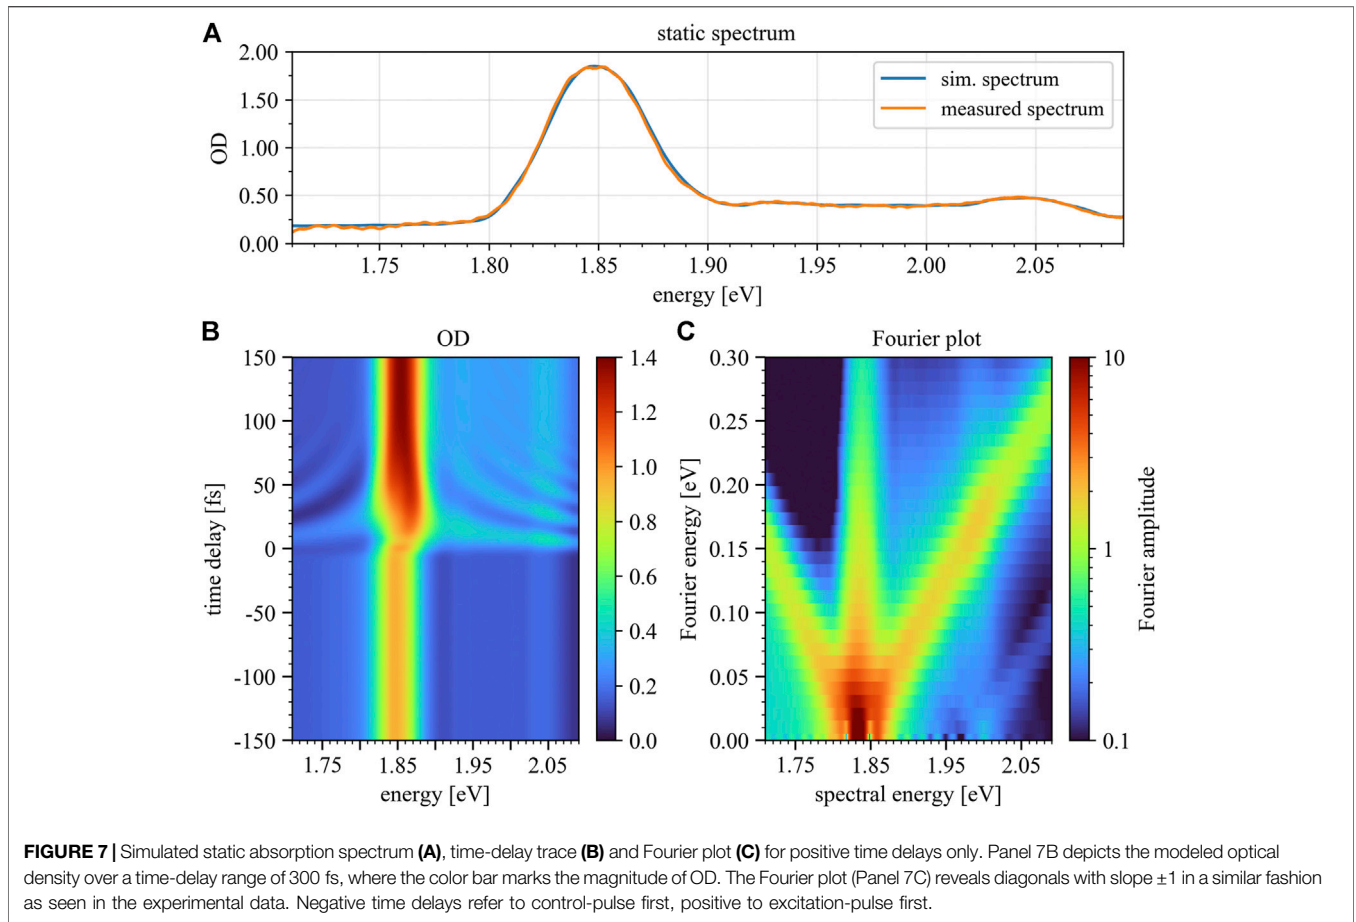 A
static spectrum
2.00
1.50
1.00
0.50
0.00
OD
sim. spectrum
measured spectrum
1.75 1.80 1.85 1.90 1.95 2.00 2.05
energy [eV]
B
OD
150
100
50
0
-50
-100
-150
time delay [fs]
1.75 1.85 1.95 2.05
energy [eV]
1.4
1.2
1.0
0.8
0.6
0.4
0.2
0.0
C
Fourier plot
0.30
0.25
0.20
0.15
0.10
0.05
0.00
Fourier energy [eV]
1.75 1.85 1.95 2.05
spectral energy [eV]
10
1
0.1
Fourier amplitude
FIGURE 7 | Simulated static absorption spectrum (A), time-delay trace (B) and Fourier plot (C) for positive time delays only. Panel 7B depicts the modeled optical
density over a time-delay range of 300 fs, where the color bar marks the magnitude of OD. The Fourier plot (Panel 7C) reveals diagonals with slope ±1 in a similar fashion
as seen in the experimental data. Negative time delays refer to control-pulse first, positive to excitation-pulse first.